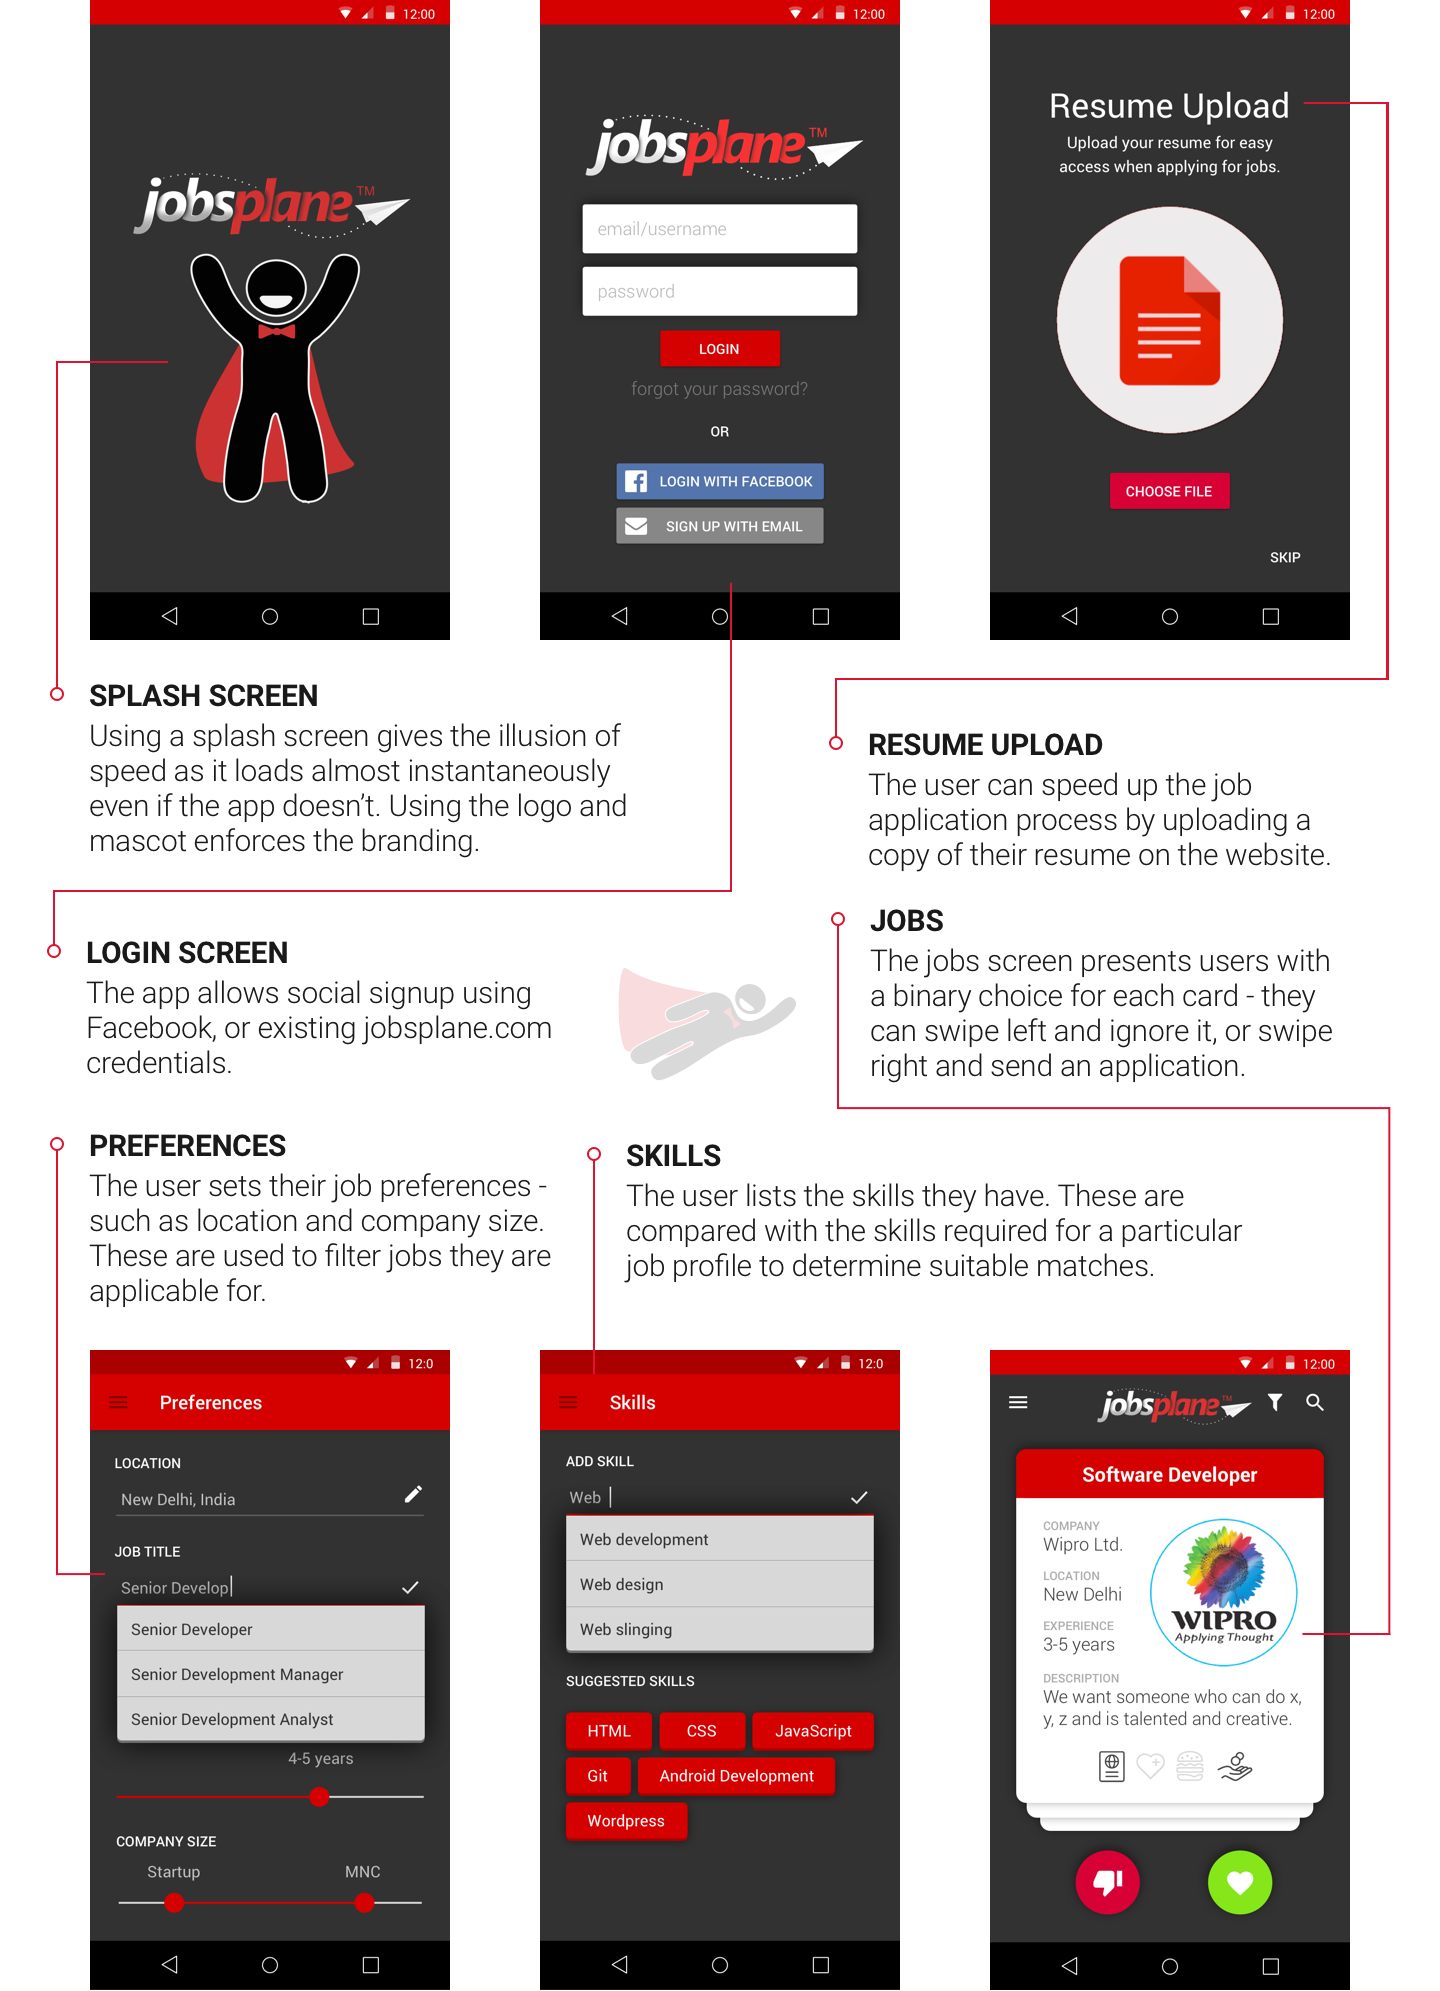 12:00
jobsplane™
12:00
jobsplane™
email/username
password
LOGIN
forgot your password?
OR
LOGIN WITH FACEBOOK
SIGN UP WITH EMAIL
12:00
Resume Upload
Upload your resume for easy
access when applying for jobs.
CHOOSE FILE
SKIP
SPLASH SCREEN
Using a splash screen gives the illusion of
speed as it loads almost instantaneously
even if the app doesn't. Using the logo and
mascot enforces the branding.
RESUME UPLOAD
The user can speed up the job
application process by uploading a
copy of their resume on the website.
LOGIN SCREEN
The app allows social signup using
Facebook, or existing jobsplane.com
credentials.
JOBS
The jobs screen presents users with
a binary choice for each card - they
can swipe left and ignore it, or swipe
right and send an application.
PREFERENCES
The user sets their job preferences -
such as location and company size.
These are used to filter jobs they are
applicable for.
SKILLS
The user lists the skills they have. These are
compared with the skills required for a particular
job profile to determine suitable matches.
12:0
Preferences
LOCATION
New Delhi, India
JOB TITLE
Senior Develop
Senior Developer
Senior Development Manager
Senior Development Analyst
4-5 years
COMPANY SIZE
Startup MNC
12:0
Skills
ADD SKILL
Web
Web development
Web design
Web slinging
SUGGESTED SKILLS
HTML CSS JavaScript
Git Android Development
Wordpress
12:00
jobsplane™
Software Developer
COMPANY
Wipro Ltd.
LOCATION
New Delhi
EXPERIENCE
3-5 years
WIPRO
Applying Thought
DESCRIPTION
We want someone who can do x,
y, z and is talented and creative.